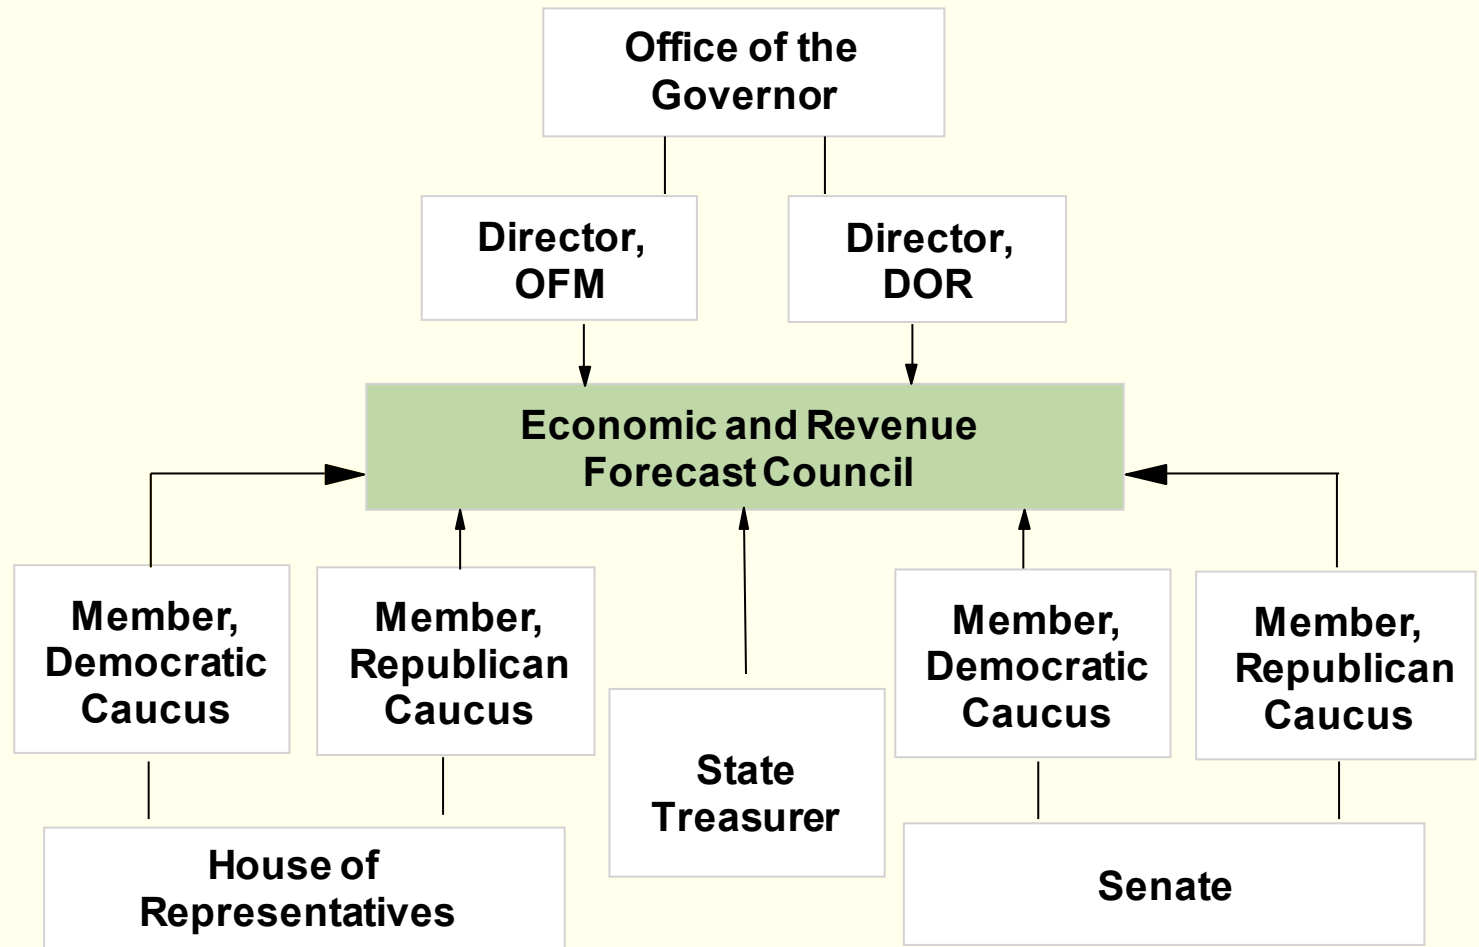 Office of the
Governor
Director,
OFM
Director,
DOR
Economic and Revenue
Forecast Council
Member,
Democratic
Caucus
Member,
Republican
Caucus
State
Treasurer
Member,
Democratic
Caucus
Member,
Republican
Caucus
House of
Representatives
Senate